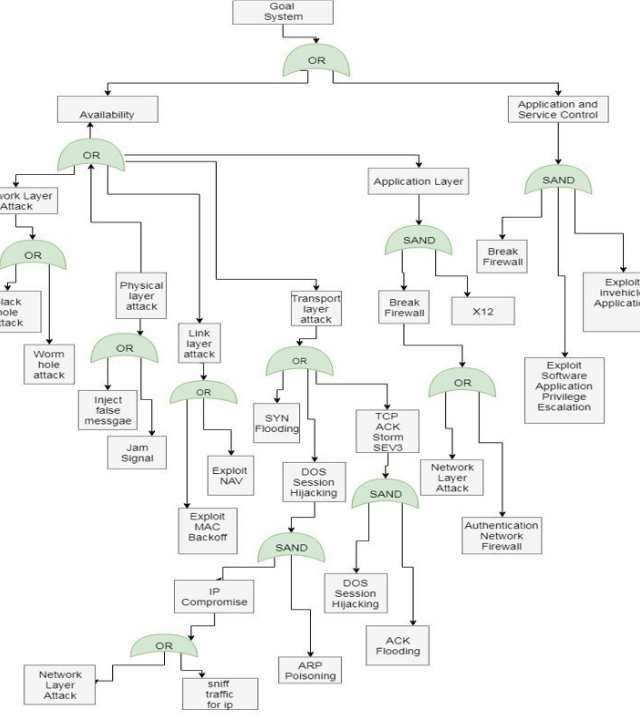 Goal
System
OR
Availability
Application and
Service Control
OR
Application Layer
SAND
work Layer
Attack
SAND
Break
Firewall
OR
Physical
layer
attack
Transport
layer
attack
Break
Firewall
X12
Exploit
invehicle
Applicatio
lack
hole
ttack
Link
layer
attack
Worm
hole
attack
OR
OR
OR
OR
Exploit
Software
Application
Privilege
Escalation
Inject
false
messgae
SYN
Flooding
TCP
ACK
Storm
SEV3
Jam
Signal
Exploit
NAV
DOS
Session
Hijacking
Network
Layer
Attack
SAND
Exploit
MAC
Backoff
Authentication
Network
Firewall
SAND
IP
Compromise
DOS
Session
Hijacking
ACK
Flooding
OR
ARP
Poisoning
Network
Layer
Attack
sniff
traffic
for ip